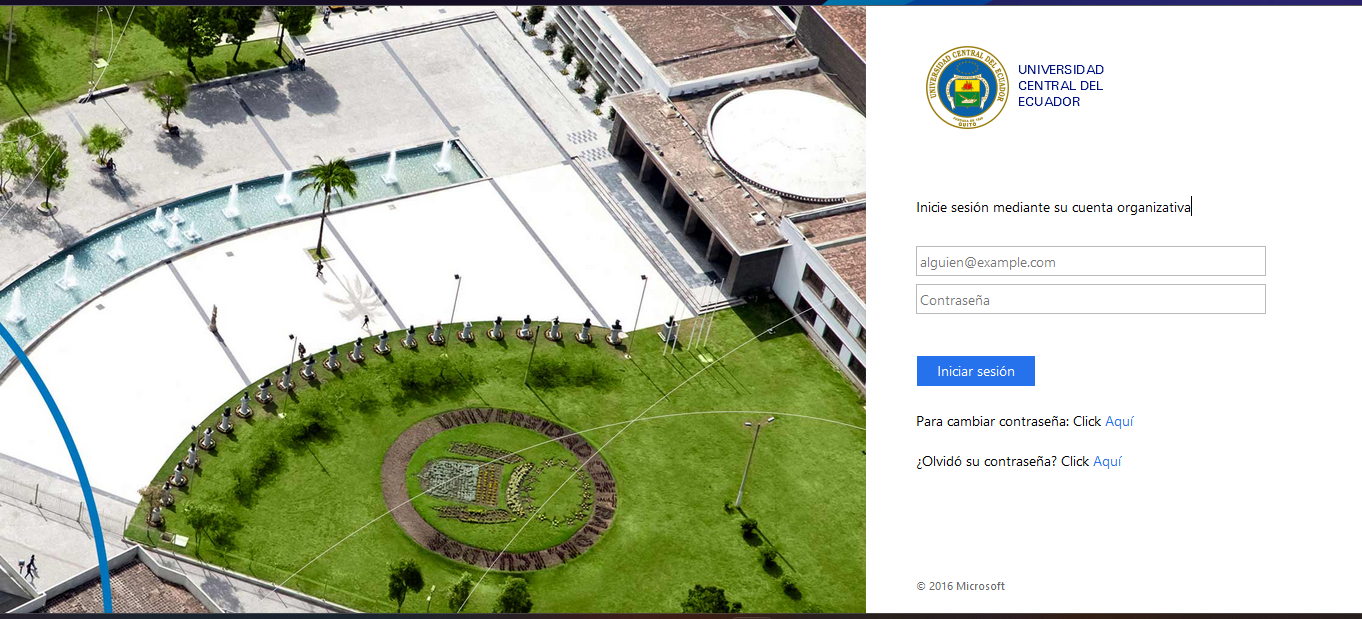 UNIVERSIDAD CENTRAL DEL ECUADOR
QUITO
UNIVERSIDAD
CENTRAL DEL
ECUADOR
Inicie sesión mediante su cuenta organizativa
alguien@example.com
Contraseña
Iniciar sesión
Para cambiar contraseña: Click Aquí
¿Olvidó su contraseña? Click Aquí
© 2016 Microsoft
UNIVERSIDAD